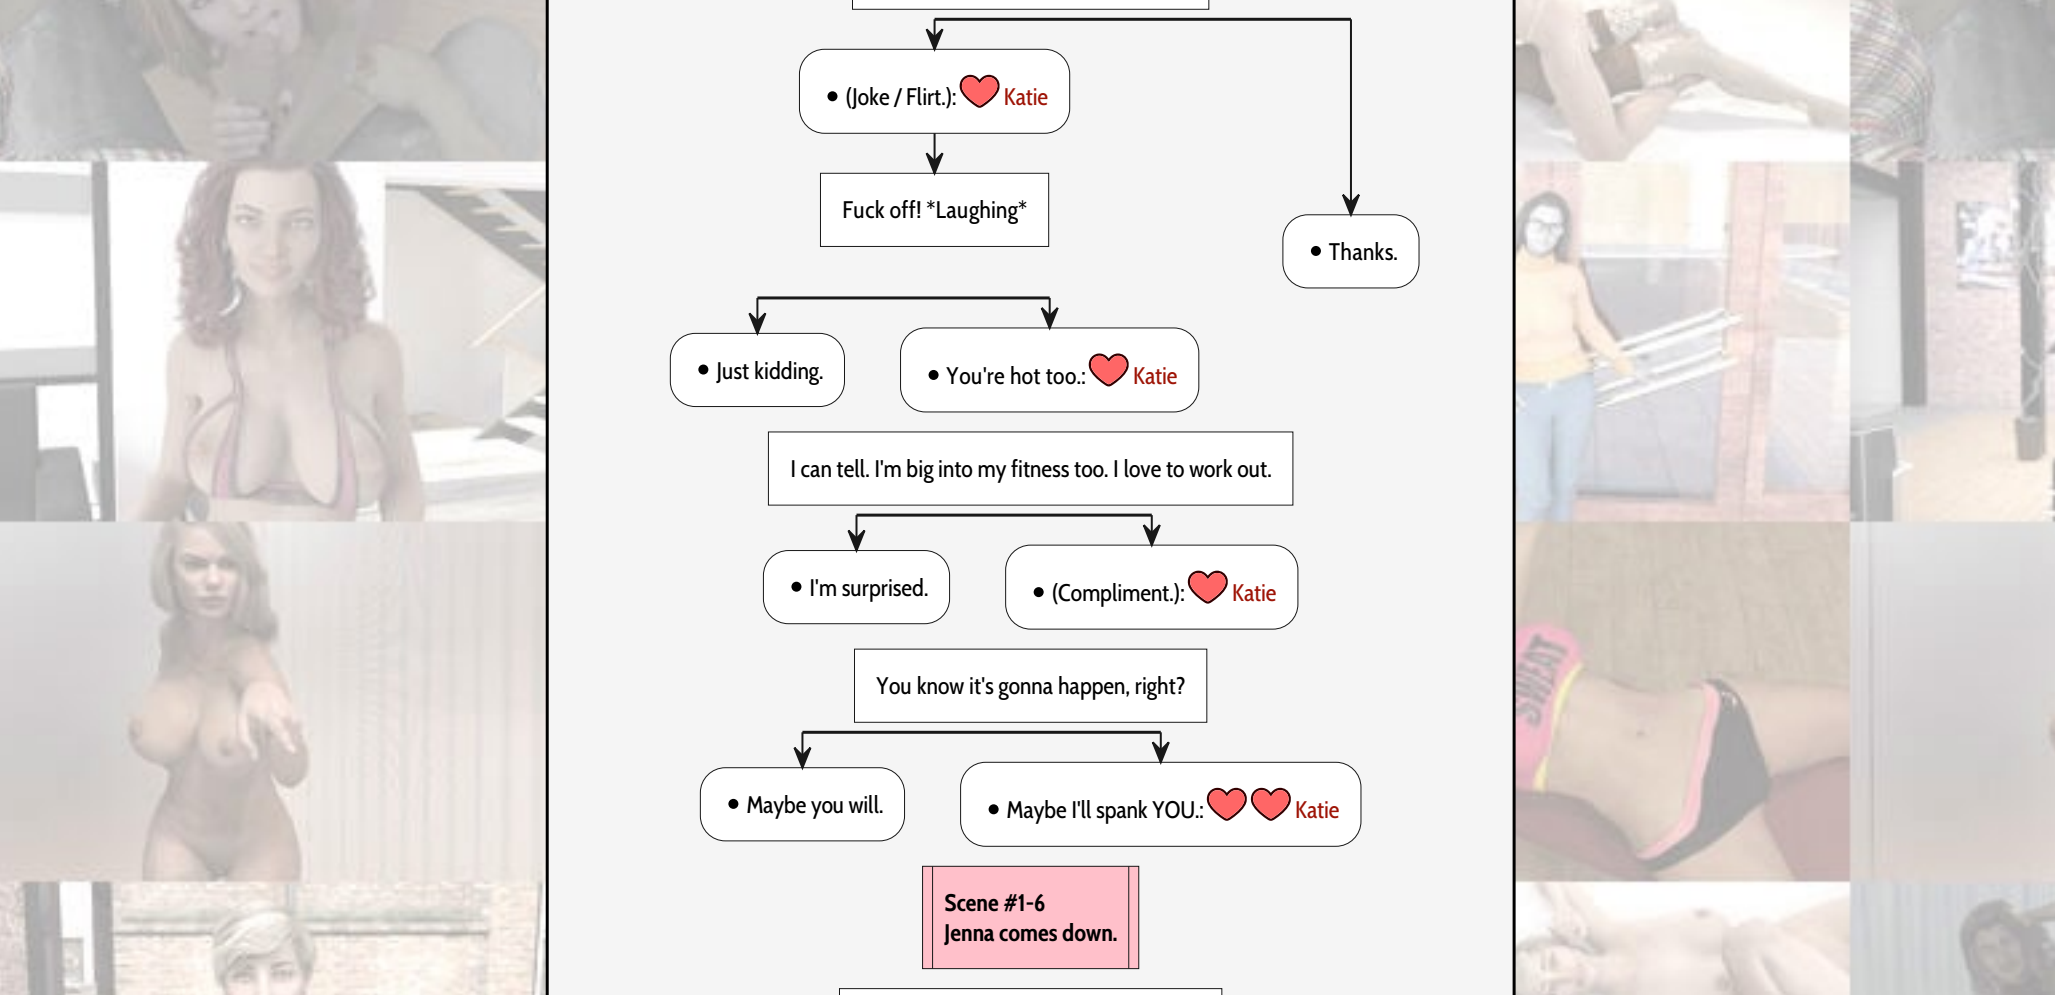 • (Joke / Flirt.): Katie
Fuck off! *Laughing*
• Thanks.
• Just kidding.
• You're hot too.: Katie
I can tell. I'm big into my fitness too. I love to work out.
• I'm surprised.
• (Compliment.): Katie
You know it's gonna happen, right?
• Maybe you will.
• Maybe I'll spank YOU.: Katie
Scene #1-6
Jenna comes down.
SWEAT